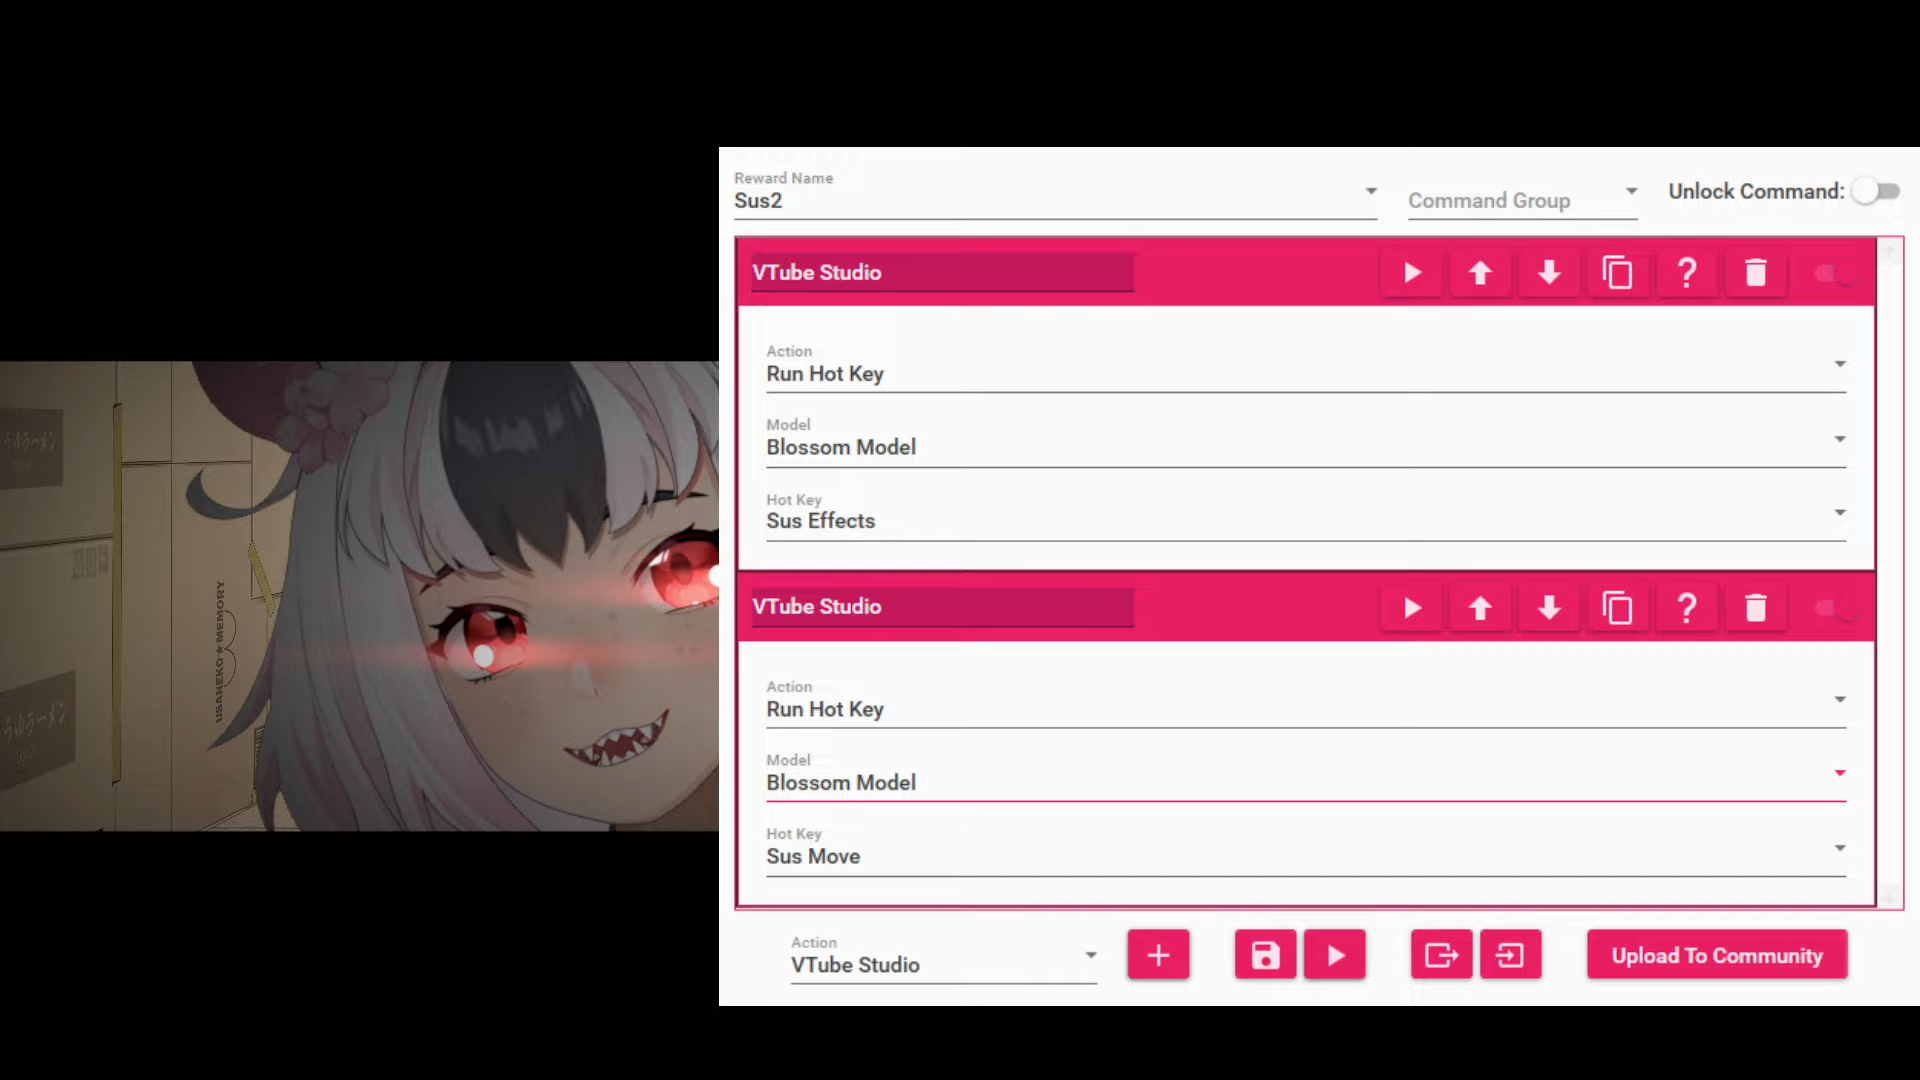 Reward Name
Sus2
Command Group
Unlock Command:
VTube Studio
?
Action
Run Hot Key
Model
Blossom Model
Hot Key
Sus Effects
VTube Studio
?
Action
Run Hot Key
Model
Blossom Model
Hot Key
Sus Move
Action
VTube Studio
Upload To Community
USANEKO★MEMORY